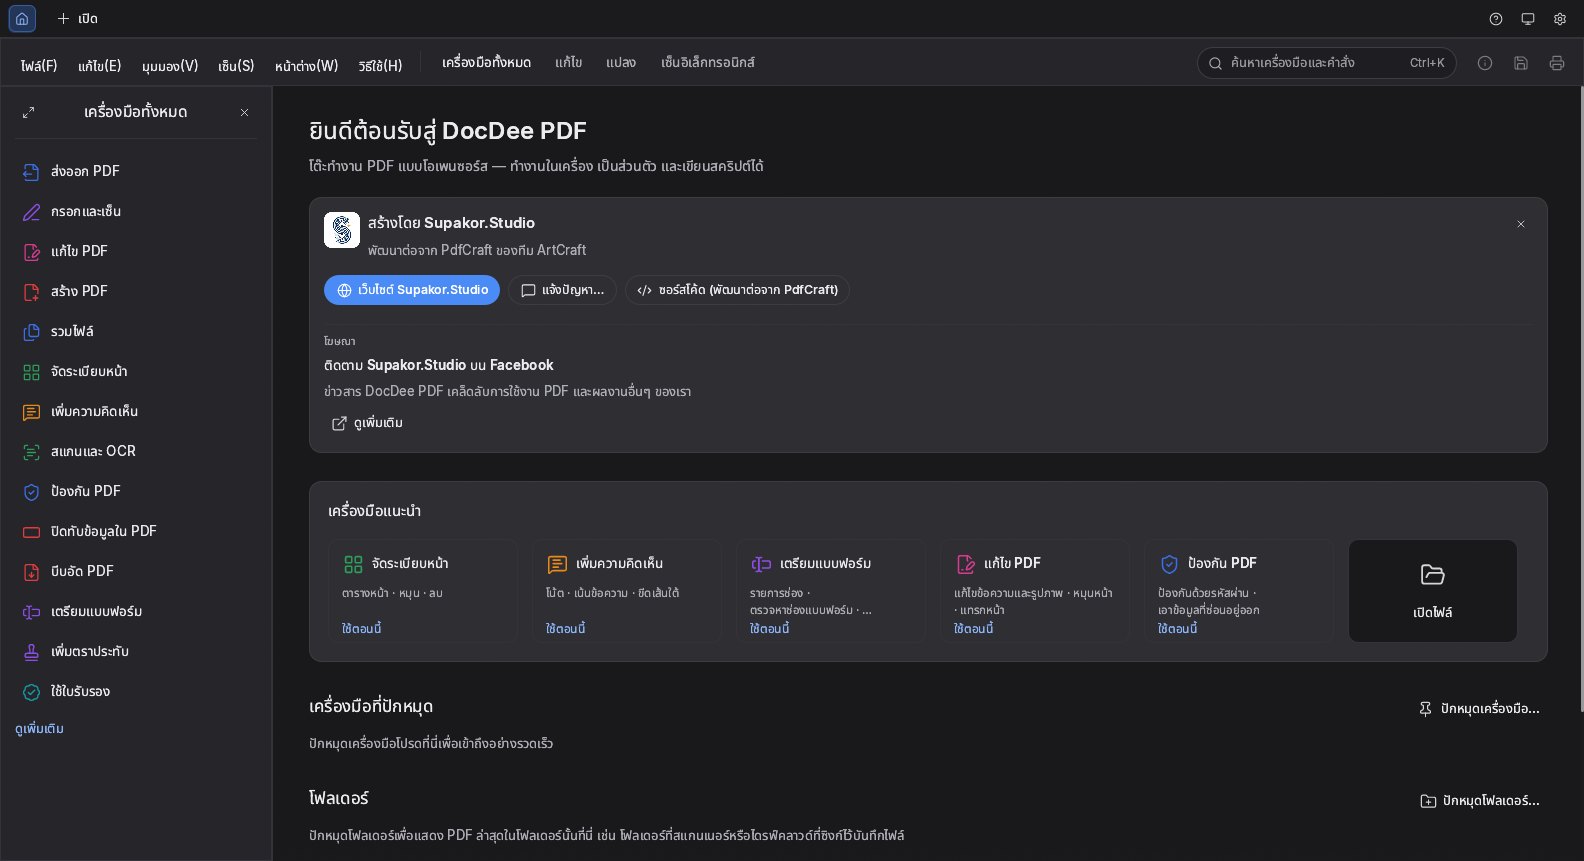 เปิด
ไฟล์(F) แก้ไข(E) มุมมอง(V) เซ็น(S) หน้าต่าง(W) วิธีใช้(H) เครื่องมือทั้งหมด แก้ไข แปลง เซ็นอิเล็กทรอนิกส์ ค้นหาเครื่องมือและคำสั่ง Ctrl+K
เครื่องมือทั้งหมด
ส่งออก PDF
กรอกและเซ็น
แก้ไข PDF
สร้าง PDF
รวมไฟล์
จัดระเบียบหน้า
เพิ่มความคิดเห็น
สแกนและ OCR
ป้องกัน PDF
ปิดทับข้อมูลใน PDF
บีบอัด PDF
เตรียมแบบฟอร์ม
เพิ่มตราประทับ
ใช้ใบรับรอง
ดูเพิ่มเติม
ยินดีต้อนรับสู่ DocDee PDF
โต๊ะทำงาน PDF แบบโอเพนซอร์ส — ทำงานในเครื่อง เป็นส่วนตัว และเขียนสคริปต์ได้
สร้างโดย Supakor.Studio
พัฒนาต่อจาก PdfCraft ของทีม ArtCraft
เว็บไซต์ Supakor.Studio แจ้งปัญหา... ซอร์สโค้ด (พัฒนาต่อจาก PdfCraft)
โฆษณา
ติดตาม Supakor.Studio บน Facebook
ข่าวสาร DocDee PDF เคล็ดลับการใช้งาน PDF และผลงานอื่นๆ ของเรา
ดูเพิ่มเติม
เครื่องมือแนะนำ
จัดระเบียบหน้า
ตารางหน้า · หมุน · ลบ
ใช้ตอนนี้
เพิ่มความคิดเห็น
โน้ต · เน้นข้อความ · ขีดเส้นใต้
ใช้ตอนนี้
เตรียมแบบฟอร์ม
รายการช่อง ·
ตรวจหาช่องแบบฟอร์ม · ...
ใช้ตอนนี้
แก้ไข PDF
แก้ไขข้อความและรูปภาพ · หมุนหน้า
· แทรกหน้า
ใช้ตอนนี้
ป้องกัน PDF
ป้องกันด้วยรหัสผ่าน ·
เอาข้อมูลที่ซ่อนอยู่ออก
ใช้ตอนนี้
เปิดไฟล์
เครื่องมือที่ปักหมุด
ปักหมุดเครื่องมือ...
ปักหมุดเครื่องมือโปรดที่นี่เพื่อเข้าถึงอย่างรวดเร็ว
โฟลเดอร์
ปักหมุดโฟลเดอร์...
ปักหมุดโฟลเดอร์เพื่อแสดง PDF ล่าสุดในโฟลเดอร์นั้นที่นี่ เช่น โฟลเดอร์ที่สแกนเนอร์หรือไดรฟ์คลาวด์ที่ซิงก์ไว้บันทึกไฟล์